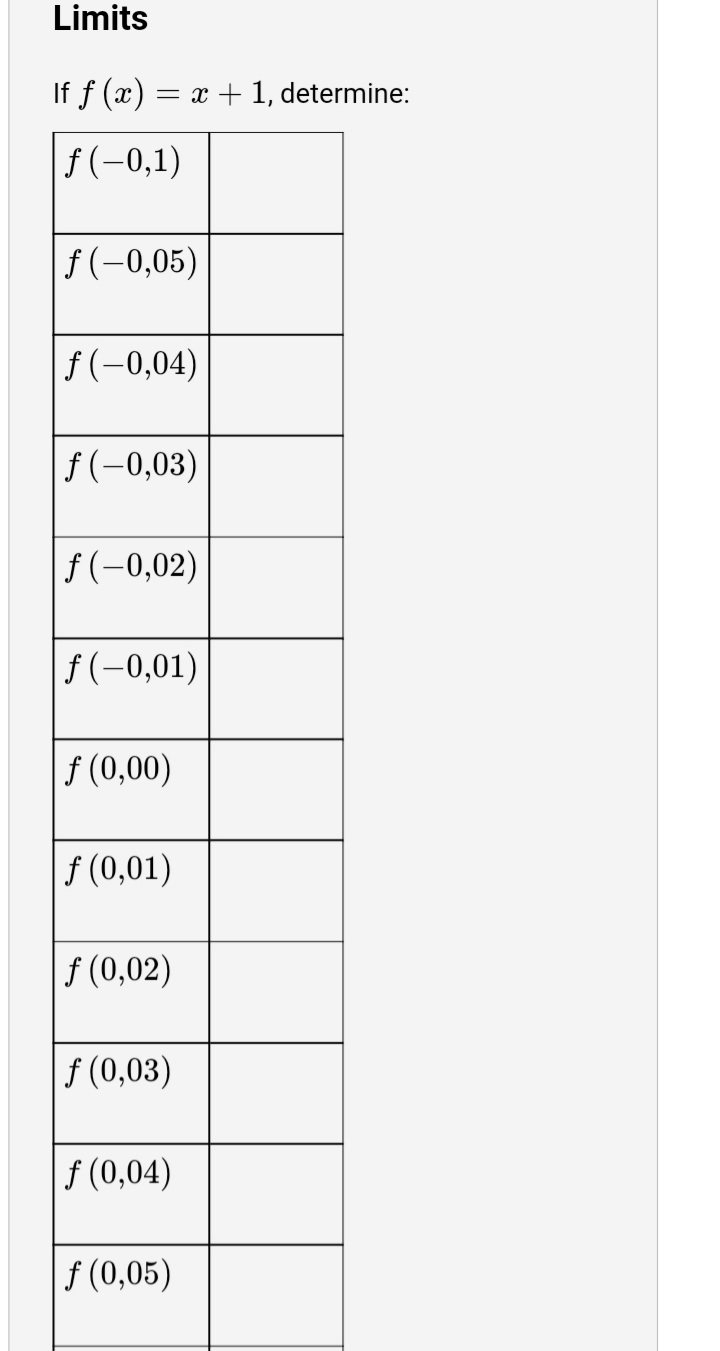 Limits
If f (x) = x + 1, determine:
f (−0,1)
f (−0,05)
f (−0,04)
f (−0,03)
f (−0,02)
f (−0,01)
f (0,00)
f (0,01)
f (0,02)
f (0,03)
f (0,04)
f (0,05)